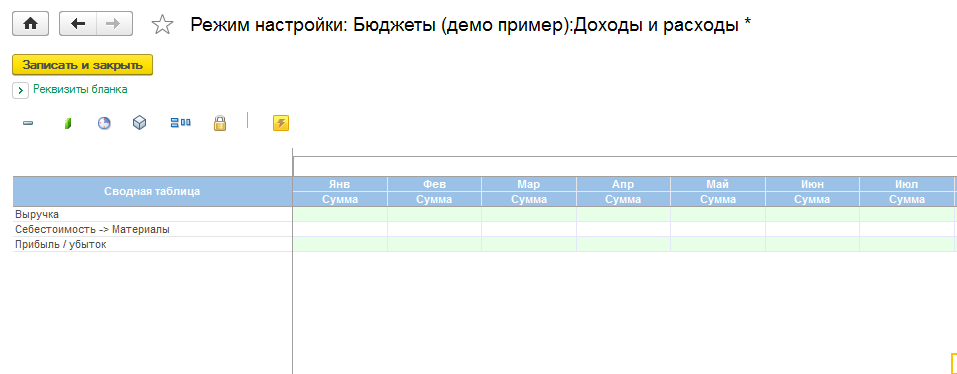 Режим настройки: Бюджеты (демо пример):Доходы и расходы *
Записать и закрыть
Реквизиты бланка
Сводная таблица Янв Фев Мар Апр Май Июн Июл
Сумма Сумма Сумма Сумма Сумма Сумма Сумма
Выручка
Себестоимость -> Материалы
Прибыль / убыток